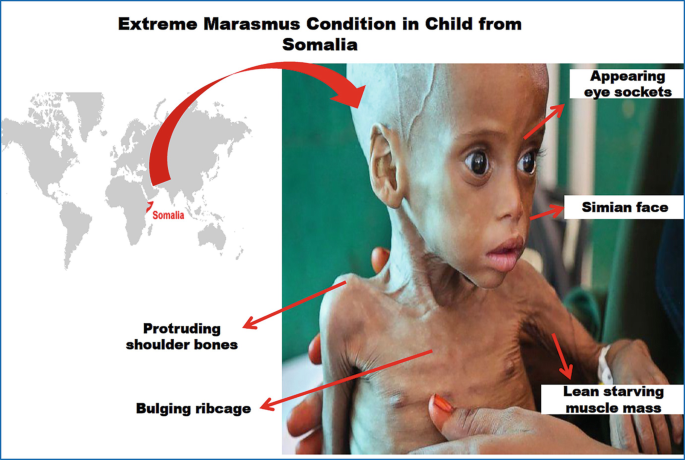 Extreme Marasmus Condition in Child from
Somalia
Appearing
eye sockets
Simian face
Somalia
Protruding
shoulder bones
Bulging ribcage
Lean starving
muscle mass